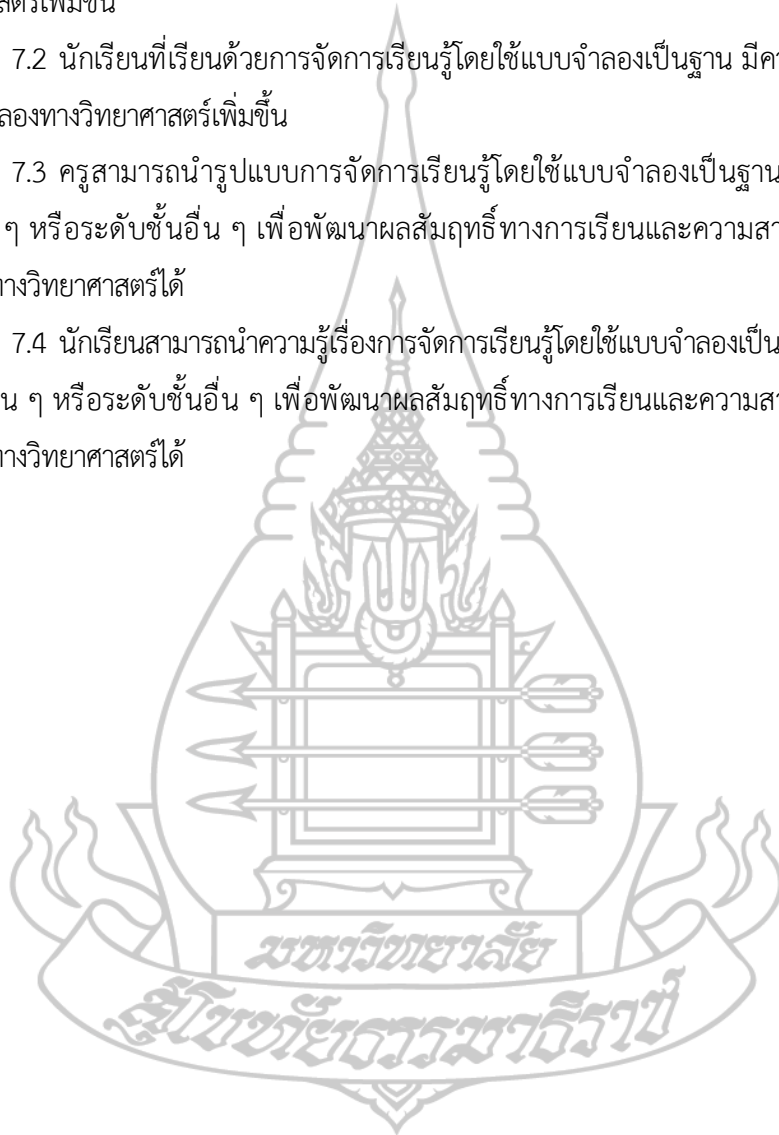 สตร์เพิ่มขึ้น
7.2 นักเรียนที่เรียนด้วยการจัดการเรียนรู้โดยใช้แบบจำลองเป็นฐาน มีคว
ลองทางวิทยาศาสตร์เพิ่มขึ้น
7.3 ครูสามารถนำรูปแบบการจัดการเรียนรู้โดยใช้แบบจำลองเป็นฐาน
ๆ หรือระดับชั้นอื่น ๆ เพื่อพัฒนาผลสัมฤทธิ์ทางการเรียนและความสา
ทางวิทยาศาสตร์ได้
7.4 นักเรียนสามารถนำความรู้เรื่องการจัดการเรียนรู้โดยใช้แบบจำลองเป็น
น ๆ หรือระดับชั้นอื่น ๆ เพื่อพัฒนาผลสัมฤทธิ์ทางการเรียนและความสา
ทางวิทยาศาสตร์ได้
มหาวิทยาลัย
สุโขทัยธรรมาธิราช